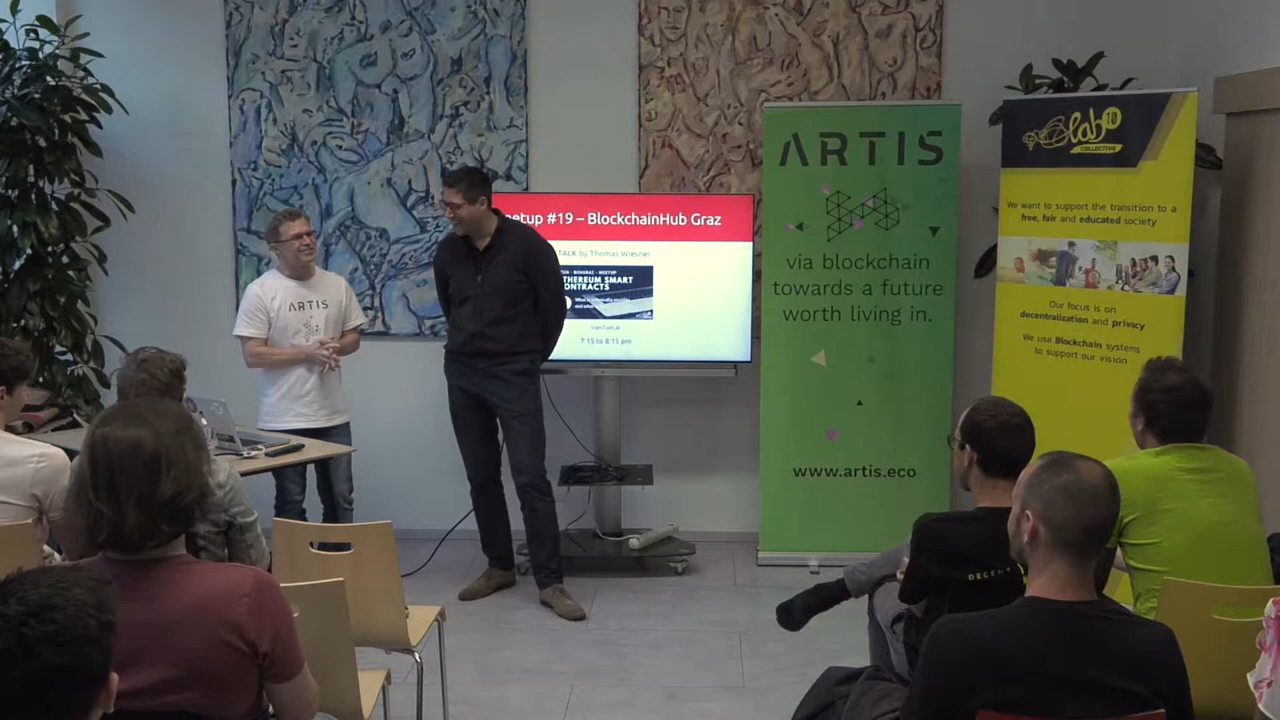 eetup #19 – BlockchainHub Graz
TALK by Thomas Wiesner
THEREUM SMART
ONTRACTS
7:15 to 8:15 pm
ARTIS
ARTIS
via blockchain
towards a future
worth living in.
www.artis.eco
lab10
COLLECTIVE
We want to support the transition to a
free, fair and educated society
Our focus is on
decentralization and privacy
We use Blockchain systems
to support our vision
DECENT